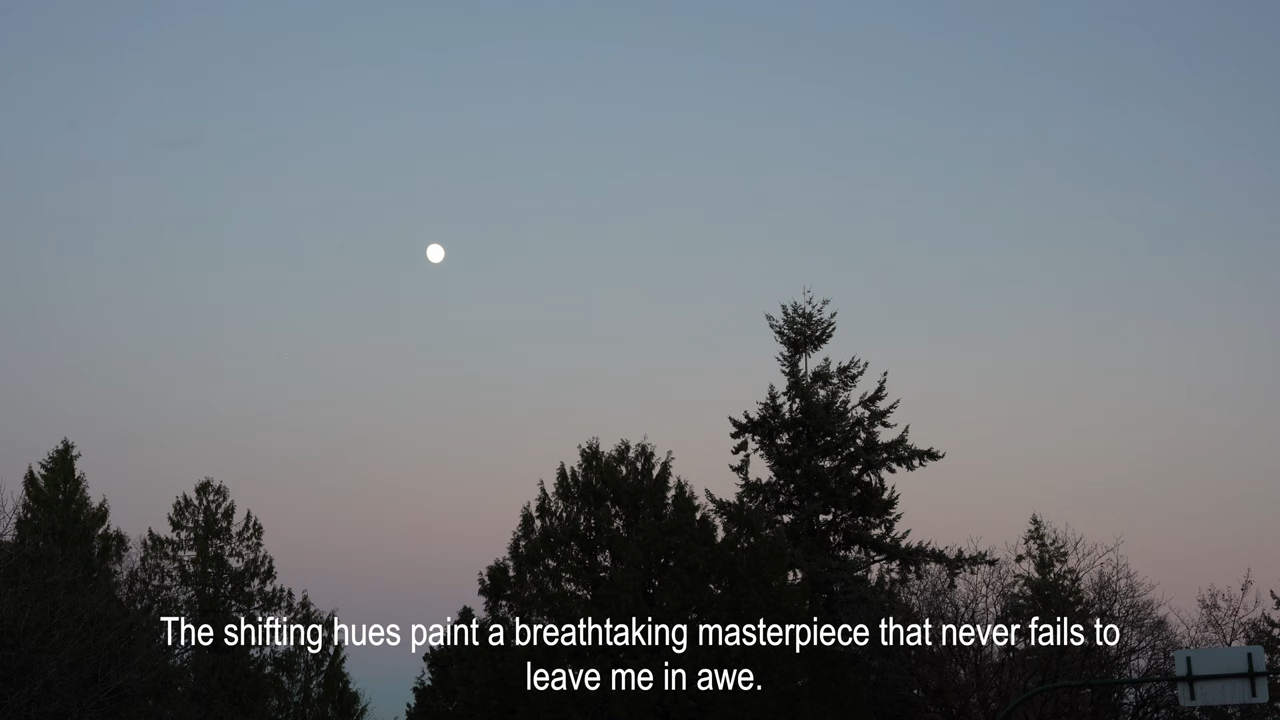 The shifting hues paint a breathtaking masterpiece that never fails to
leave me in awe.